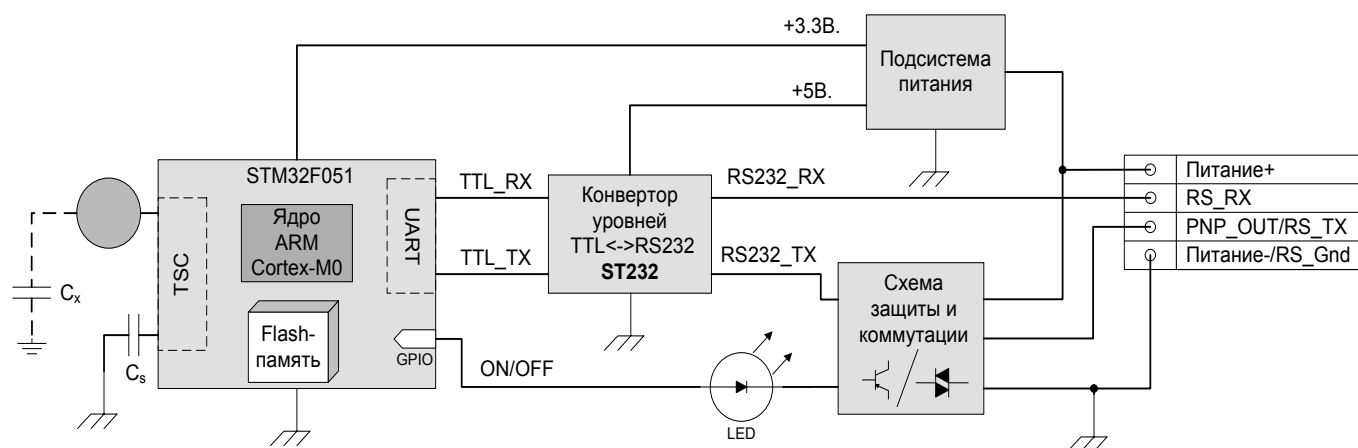 +3.3В.
Подсистема
питания
+5В.
STM32F051
TTL_RX
Конвертор
уровней
TTL<->RS232
ST232
RS232_RX
Питание+
RS_RX
PNP_OUT/RS_TX
Питание-/RS_Gnd
Ядро
ARM
Cortex-M0
UART
TSC
TTL_TX
RS232_TX
Схема
защиты и
коммутации
Cx
Cs
Flash-
память
GPIO
ON/OFF
LED